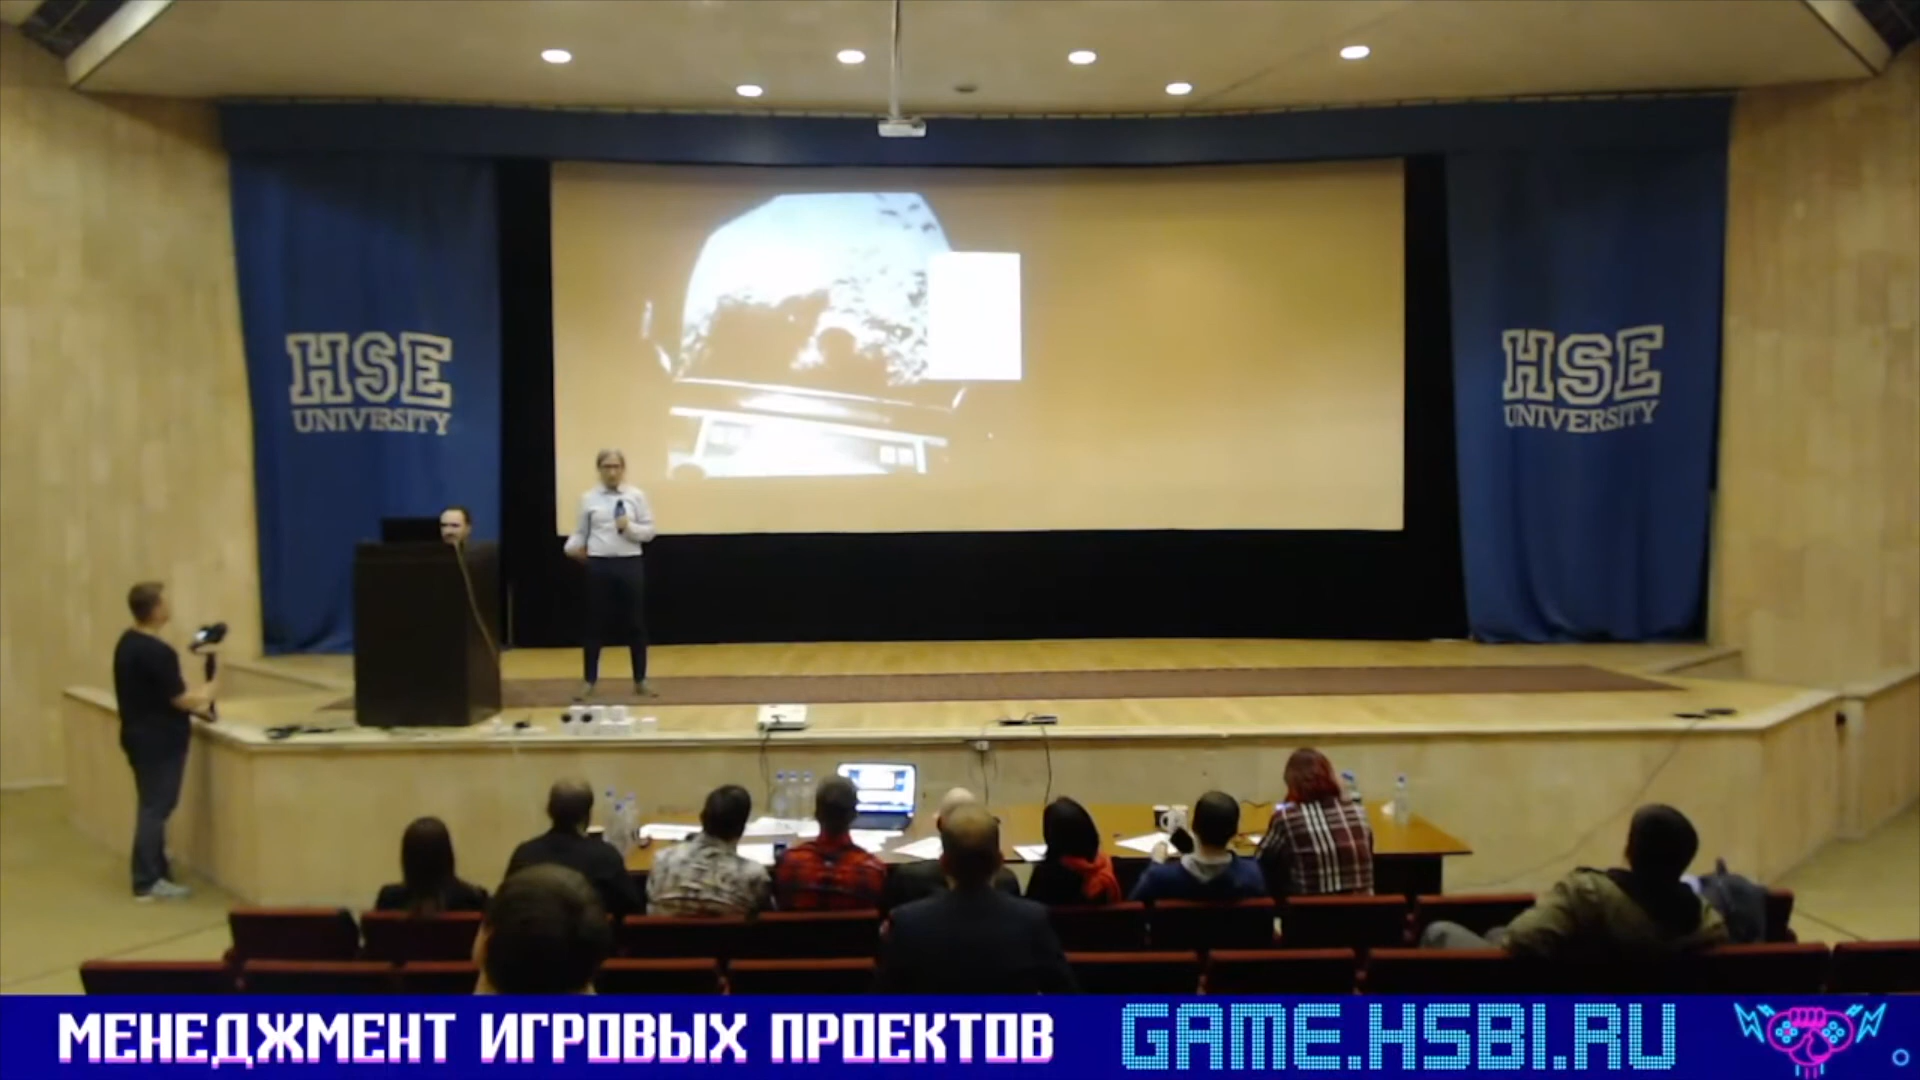 HSE
UNIVERSITY
HSE
UNIVERSITY
МЕНЕДЖМЕНТ ИГРОВЫХ ПРОЕКТОВ
GAME.HSBI.RU